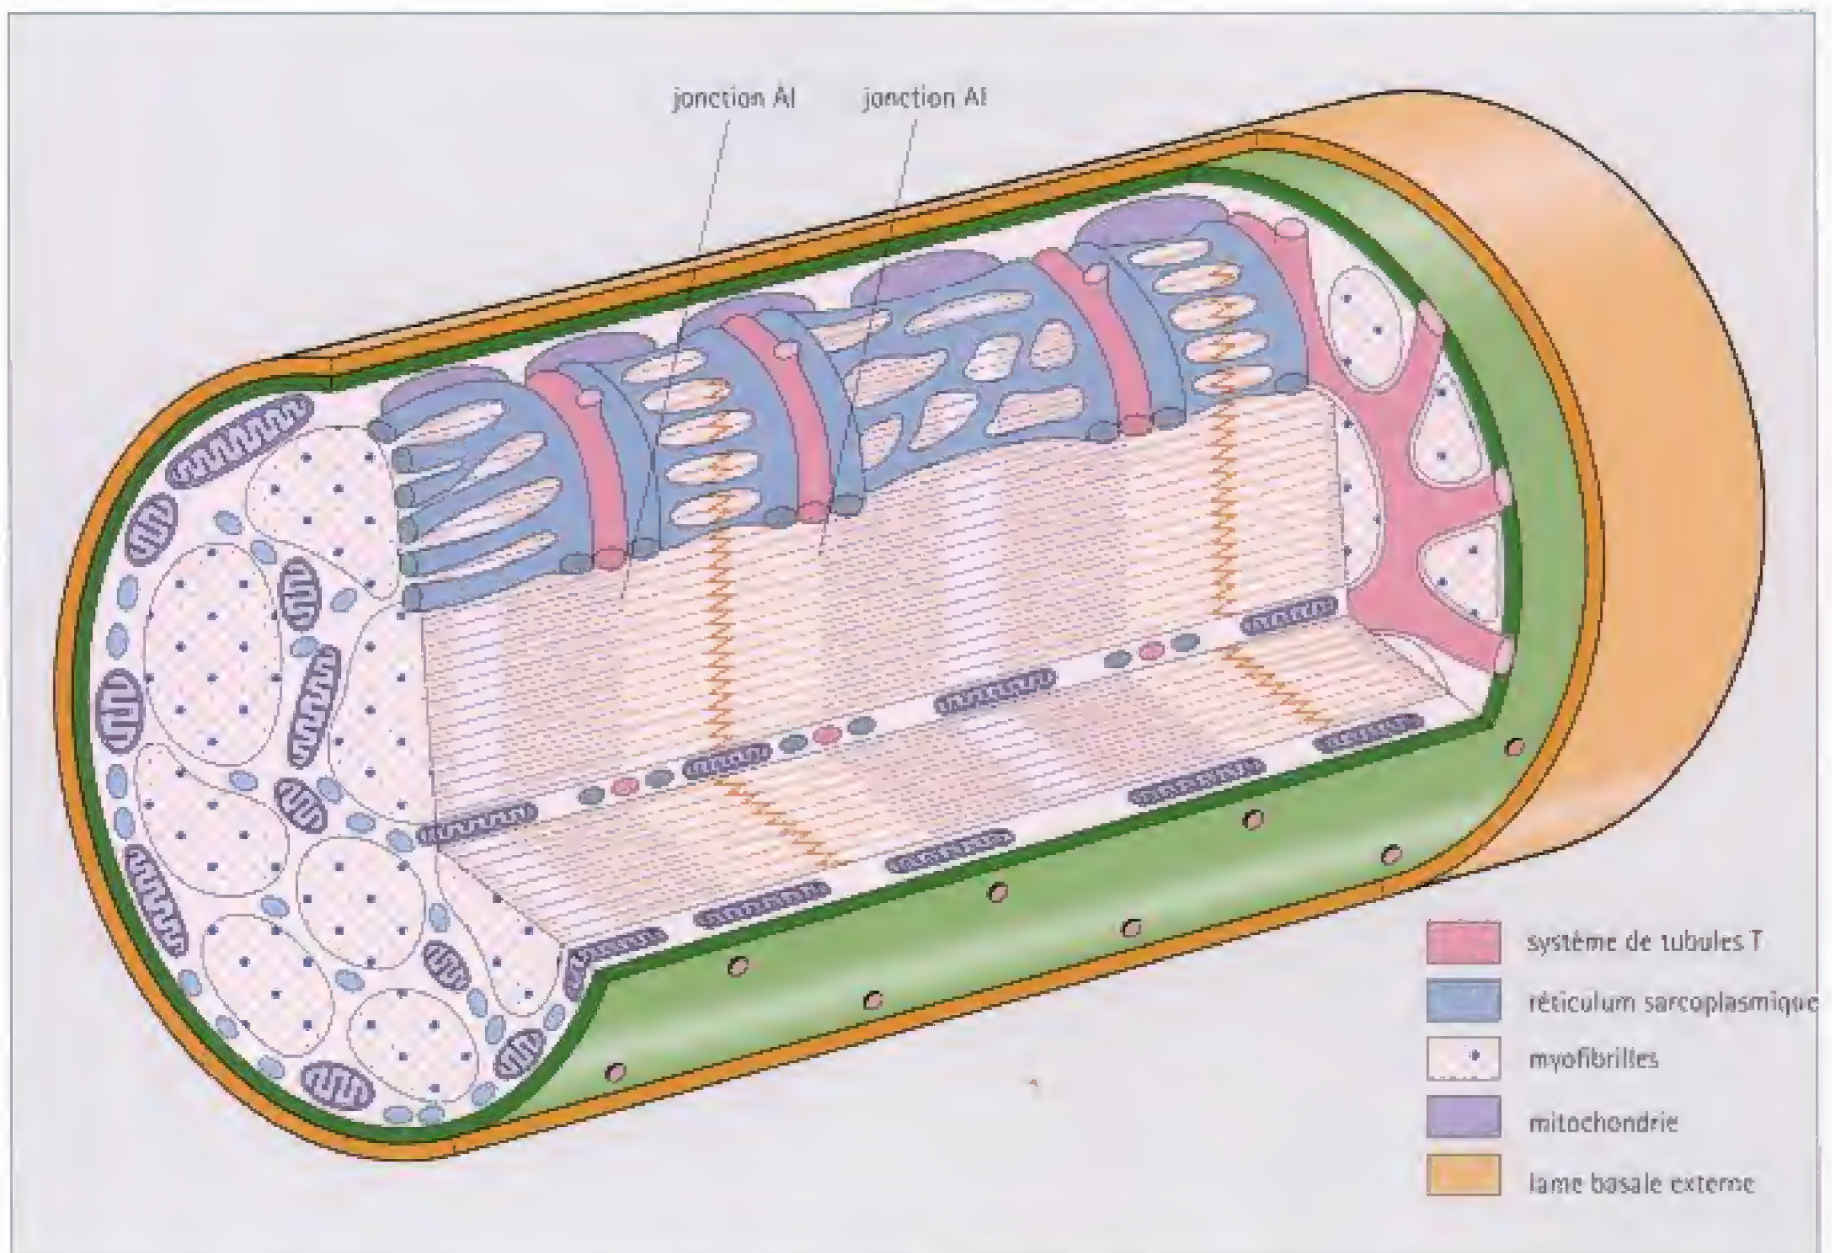 jonction AI
jonction AI
système de tubules T
réticulum sarcoplasmique
myofibrilles
mitochondrie
lame basale externe